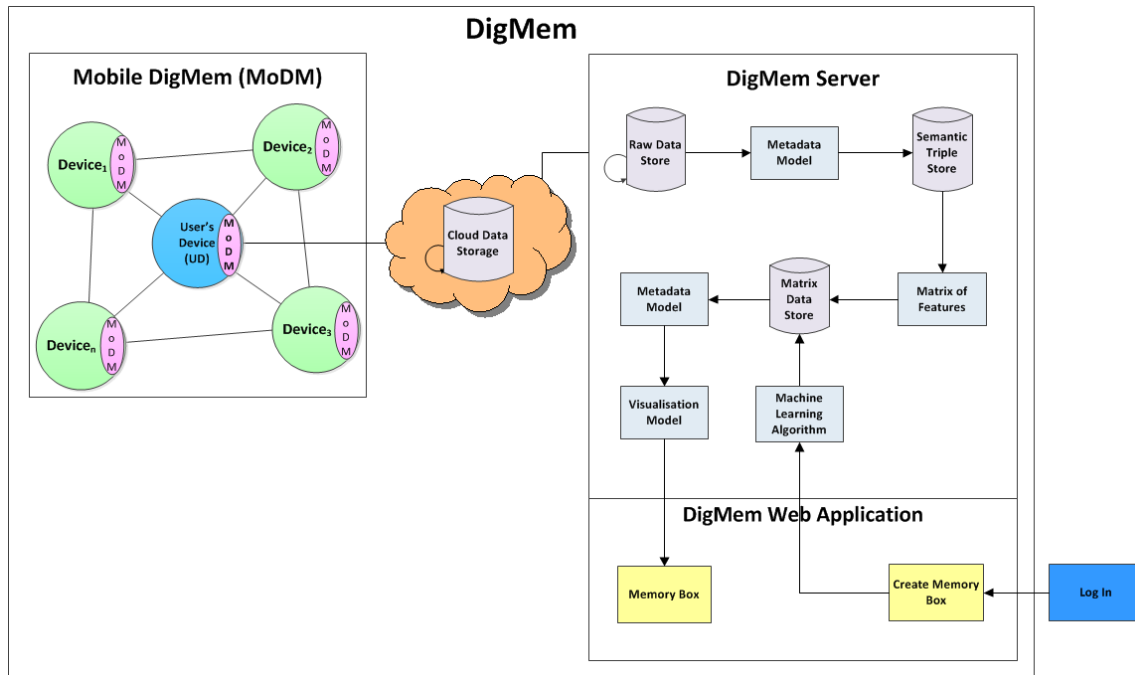 DigMem
Mobile DigMem (MoDM)
Device1
MoDM
Device2
MoDM
User's
Device
(UD)
MoDM
Devicen
MoDM
Device3
MoDM
Cloud Data
Storage
DigMem Server
Raw Data
Store
Metadata
Model
Semantic
Triple
Store
Metadata
Model
Matrix
Data
Store
Matrix of
Features
Visualisation
Model
Machine
Learning
Algorithm
DigMem Web Application
Memory Box
Create Memory
Box
Log In